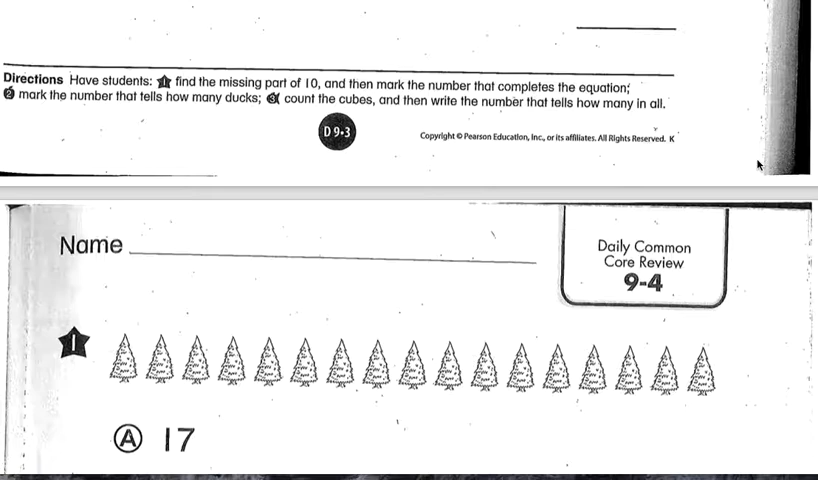 Directions Have students: 1 find the missing part of 10, and then mark the number that completes the equation;
2 mark the number that tells how many ducks; 3 count the cubes, and then write the number that tells how many in all.
D 9•3
Copyright © Pearson Education, Inc., or its affiliates. All Rights Reserved. K
Name
Daily Common
Core Review
9-4
1
A 17